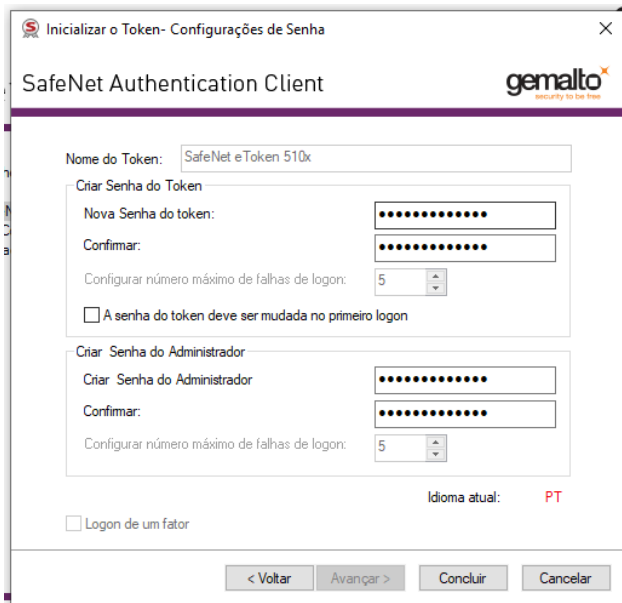 Inicializar o Token- Configurações de Senha
SafeNet Authentication Client
gemalto
security to be free
Nome do Token: SafeNet eToken 510x
Criar Senha do Token
Nova Senha do token: •••••••••••••
Confirmar: •••••••••••••
Configurar número máximo de falhas de logon: 5
A senha do token deve ser mudada no primeiro logon
Criar Senha do Administrador
Criar Senha do Administrador •••••••••••••
Confirmar: •••••••••••••
Configurar número máximo de falhas de logon: 5
Idioma atual: PT
Logon de um fator
< Voltar Avançar > Concluir Cancelar